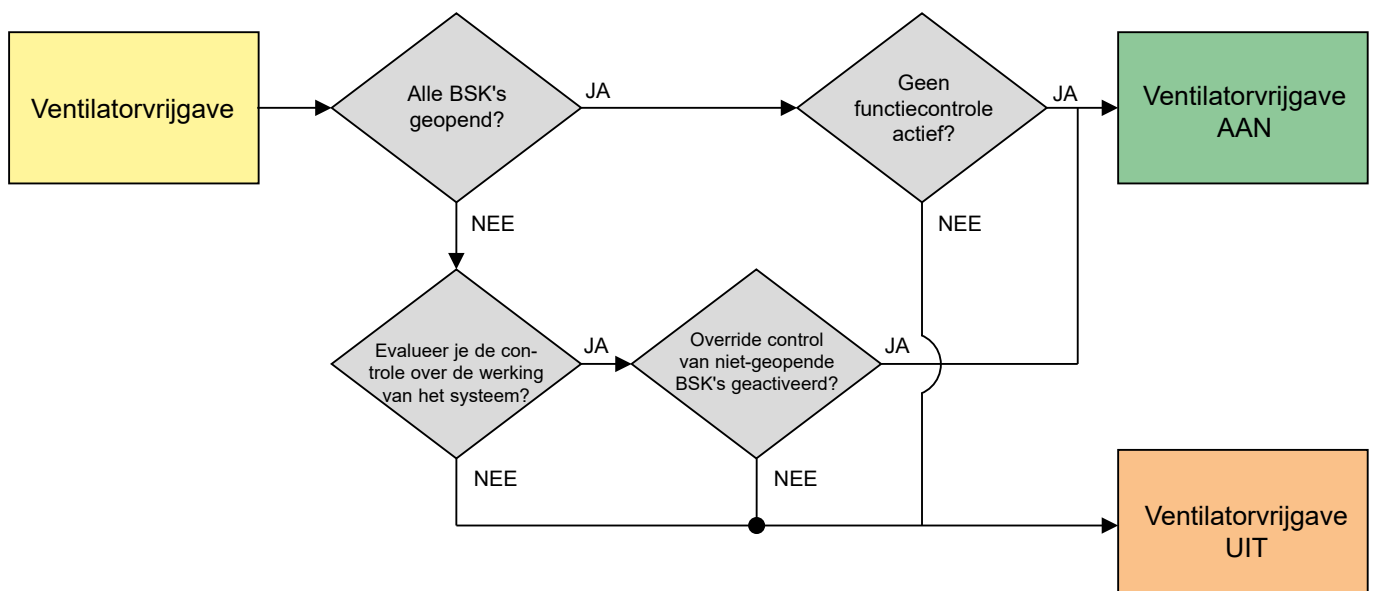 Ventilatorvrijgave
Alle BSK's
geopend?
JA
Geen
functiecontrole
actief?
JA
Ventilatorvrijgave
AAN
NEE
NEE
Evalueer je de con-
trole over de werking
van het systeem?
JA
Override control
van niet-geopende
BSK's geactiveerd?
JA
NEE
NEE
Ventilatorvrijgave
UIT